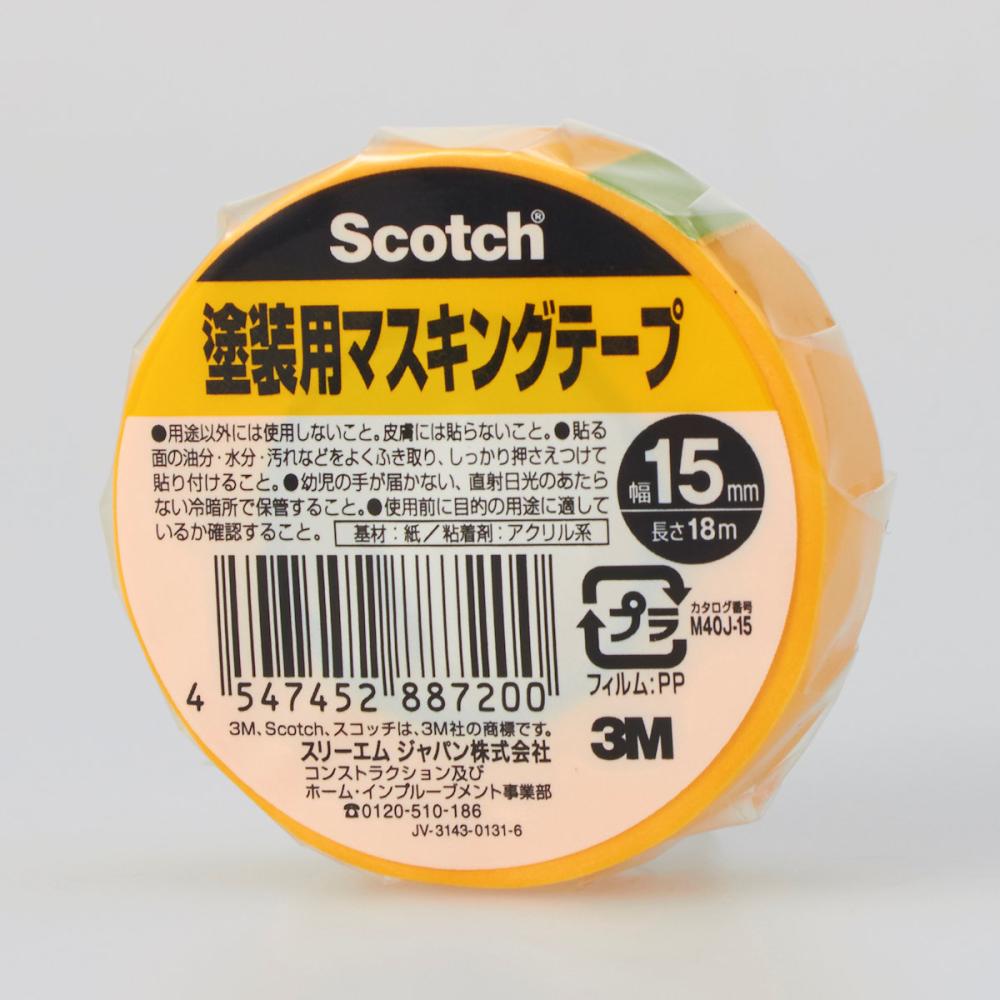 Scotch®
塗装用マスキングテープ
●用途以外には使用しないこと。皮膚には貼らないこと。●貼る
面の油分・水分・汚れなどをよくふき取り、しっかり押さえつけて
貼り付けること。●幼児の手が届かない、直射日光のあたら
ない冷暗所で保管すること。●使用前に目的の用途に適して
いるか確認すること。 基材：紙／粘着剤：アクリル系
幅15mm
長さ18m
プラ
カタログ番号
M40J-15
フィルム：PP
4 547452 887200
3M、Scotch、スコッチは、3M社の商標です。
スリーエム ジャパン株式会社
コンストラクション及び
ホーム・インプルーブメント事業部
☎0120-510-186
JV-3143-0131-6
3M